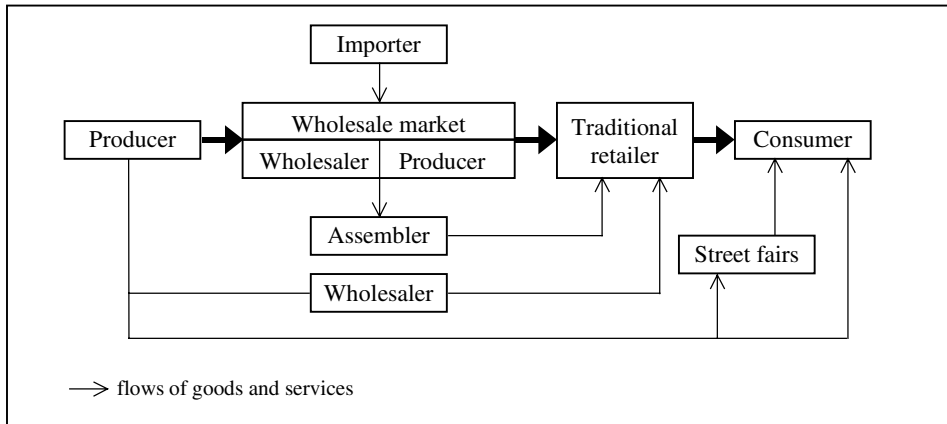 Importer
Wholesale market
Producer
Wholesaler
Producer
Traditional
retailer
Consumer
Assembler
Street fairs
Wholesaler
flows of goods and services